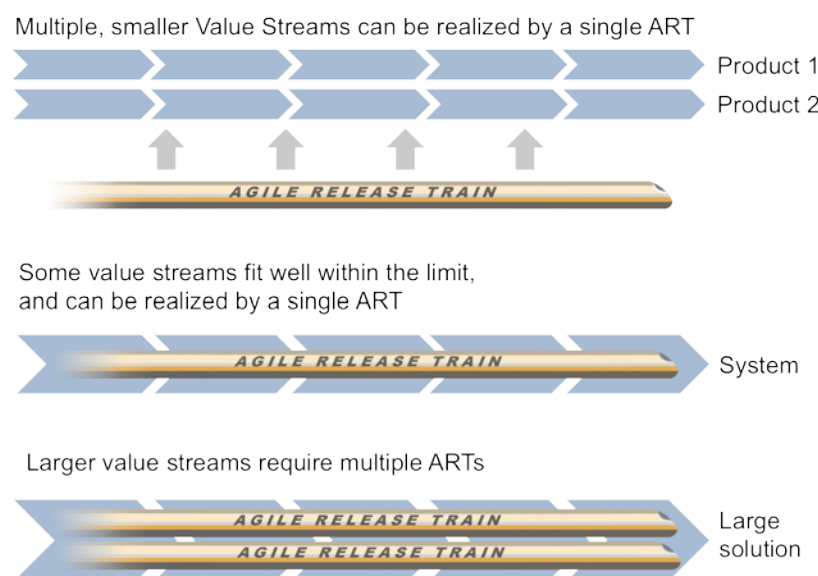 Multiple, smaller Value Streams can be realized by a single ART
Product 1
Product 2
AGILE RELEASE TRAIN
Some value streams fit well within the limit,
and can be realized by a single ART
AGILE RELEASE TRAIN
System
Larger value streams require multiple ARTs
AGILE RELEASE TRAIN
Large
solution
AGILE RELEASE TRAIN